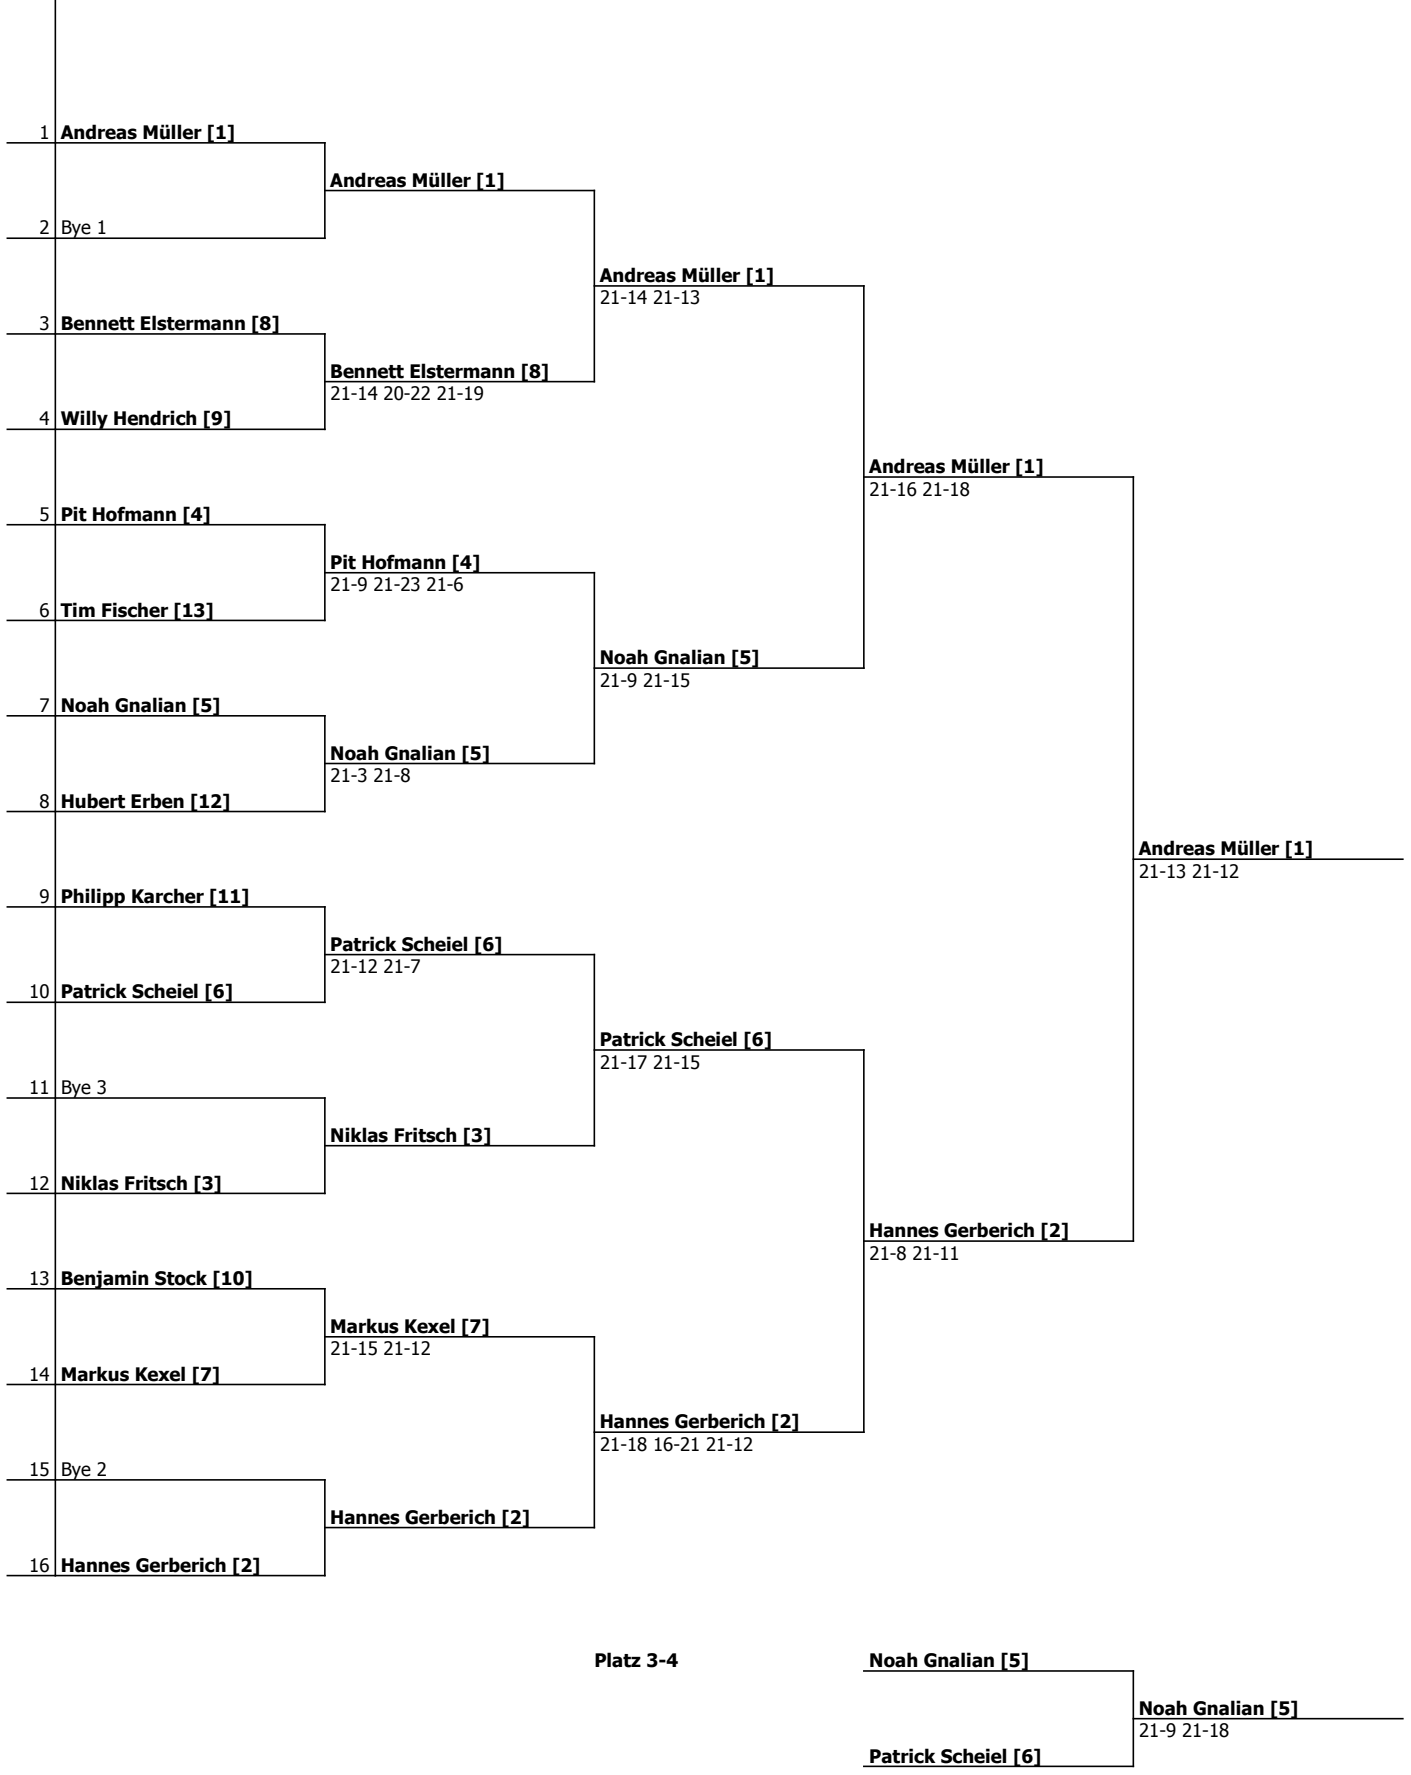 1 Andreas Müller [1]
Andreas Müller [1]
2 Bye 1
Andreas Müller [1]
21-14 21-13
3 Bennett Elstermann [8]
Bennett Elstermann [8]
21-14 20-22 21-19
4 Willy Hendrich [9]
Andreas Müller [1]
21-16 21-18
5 Pit Hofmann [4]
Pit Hofmann [4]
21-9 21-23 21-6
6 Tim Fischer [13]
Noah Gnalian [5]
21-9 21-15
7 Noah Gnalian [5]
Noah Gnalian [5]
21-3 21-8
8 Hubert Erben [12]
Andreas Müller [1]
21-13 21-12
9 Philipp Karcher [11]
Patrick Scheiel [6]
21-12 21-7
10 Patrick Scheiel [6]
Patrick Scheiel [6]
21-17 21-15
11 Bye 3
Niklas Fritsch [3]
12 Niklas Fritsch [3]
Hannes Gerberich [2]
21-8 21-11
13 Benjamin Stock [10]
Markus Kexel [7]
21-15 21-12
14 Markus Kexel [7]
Hannes Gerberich [2]
21-18 16-21 21-12
15 Bye 2
Hannes Gerberich [2]
16 Hannes Gerberich [2]
Platz 3-4
Noah Gnalian [5]
Noah Gnalian [5]
21-9 21-18
Patrick Scheiel [6]